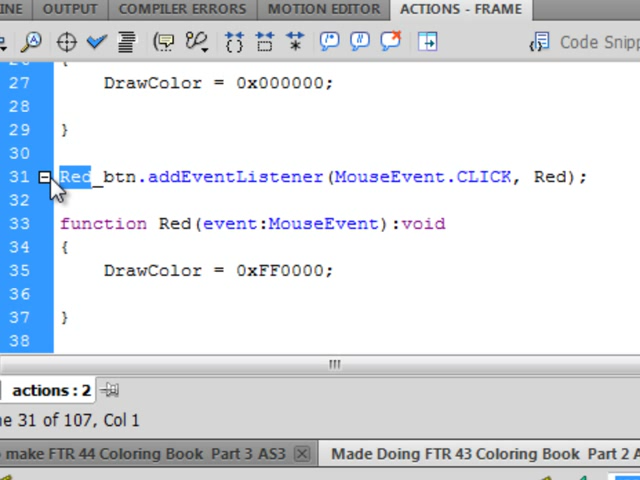 INE OUTPUT COMPILER ERRORS MOTION EDITOR ACTIONS - FRAME
Code Snipp
26 {
27 DrawColor = 0x000000;
28
29 }
30
31 Red_btn.addEventListener(MouseEvent.CLICK, Red);
32
33 function Red(event:MouseEvent):void
34 {
35 DrawColor = 0xFF0000;
36
37 }
38
actions : 2
ne 31 of 107, Col 1
o make FTR 44 Coloring Book Part 3 AS3 Made Doing FTR 43 Coloring Book Part 2 A